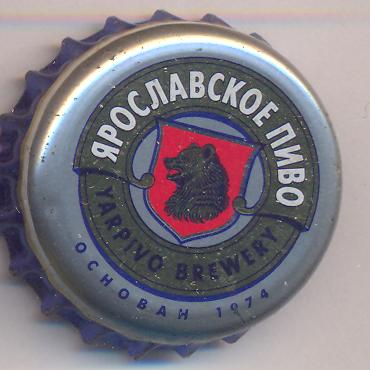 ЯРОСЛАВСКОЕ ПИВО
YARPIVO BREWERY
ОСНОВАН 1974